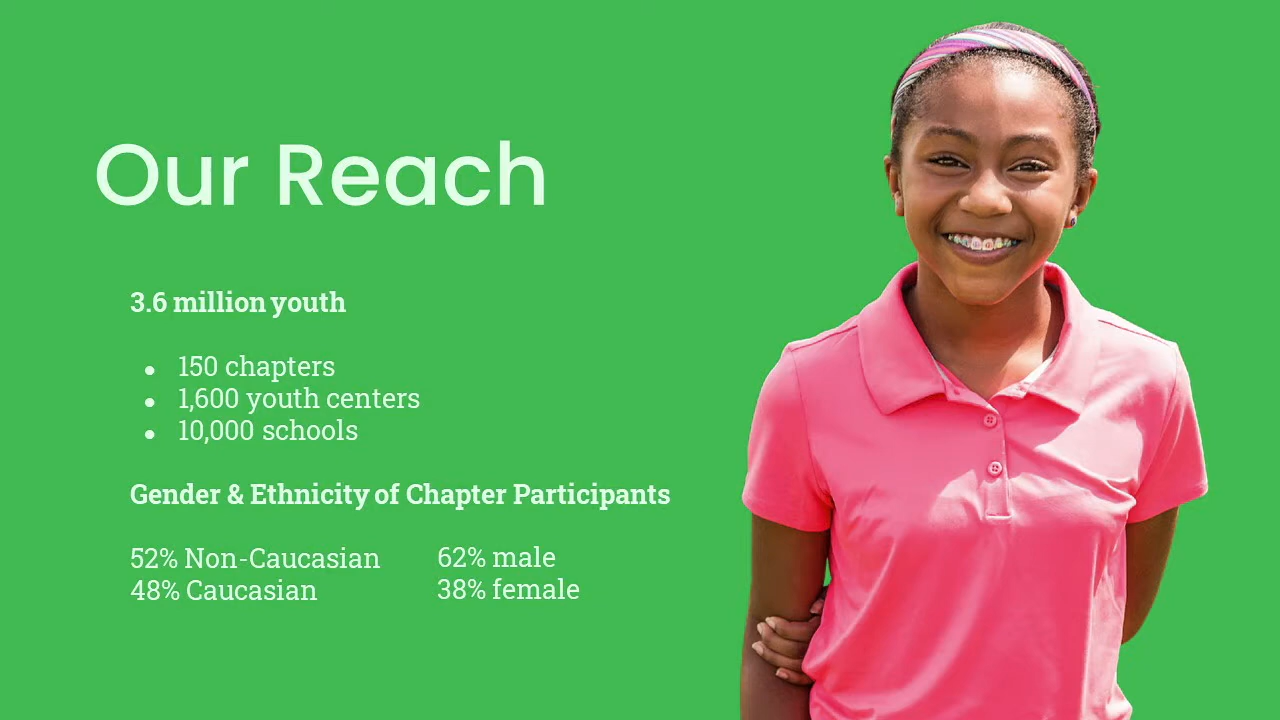 Our Reach
3.6 million youth
• 150 chapters
• 1,600 youth centers
• 10,000 schools
Gender & Ethnicity of Chapter Participants
52% Non-Caucasian 62% male
48% Caucasian 38% female